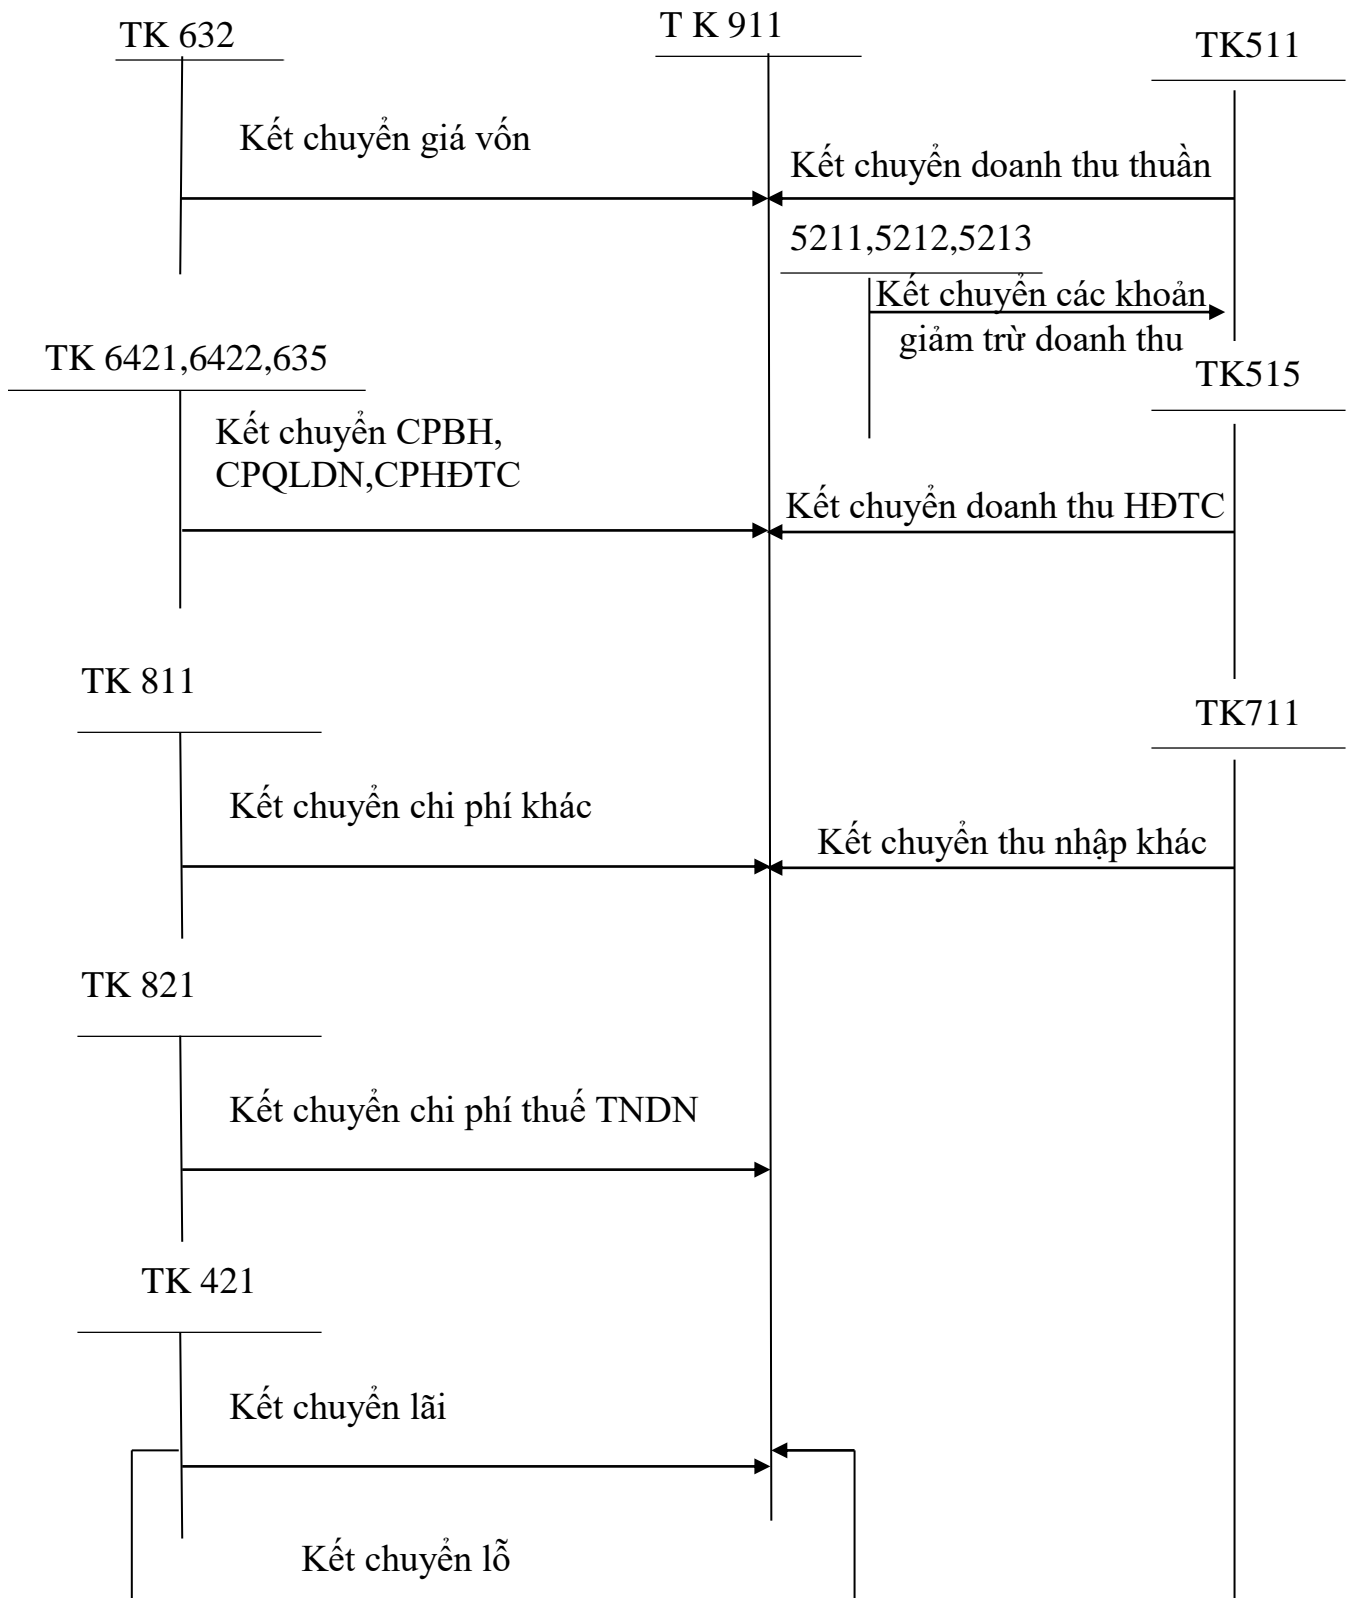 TK 632
T K 911
TK511
Kết chuyển giá vốn
Kết chuyển doanh thu thuần
5211,5212,5213
Kết chuyển các khoản
giảm trừ doanh thu
TK 6421,6422,635
TK515
Kết chuyển CPBH,
CPQLDN,CPHĐTC
Kết chuyển doanh thu HĐTC
TK 811
TK711
Kết chuyển chi phí khác
Kết chuyển thu nhập khác
TK 821
Kết chuyển chi phí thuế TNDN
TK 421
Kết chuyển lãi
Kết chuyển lỗ